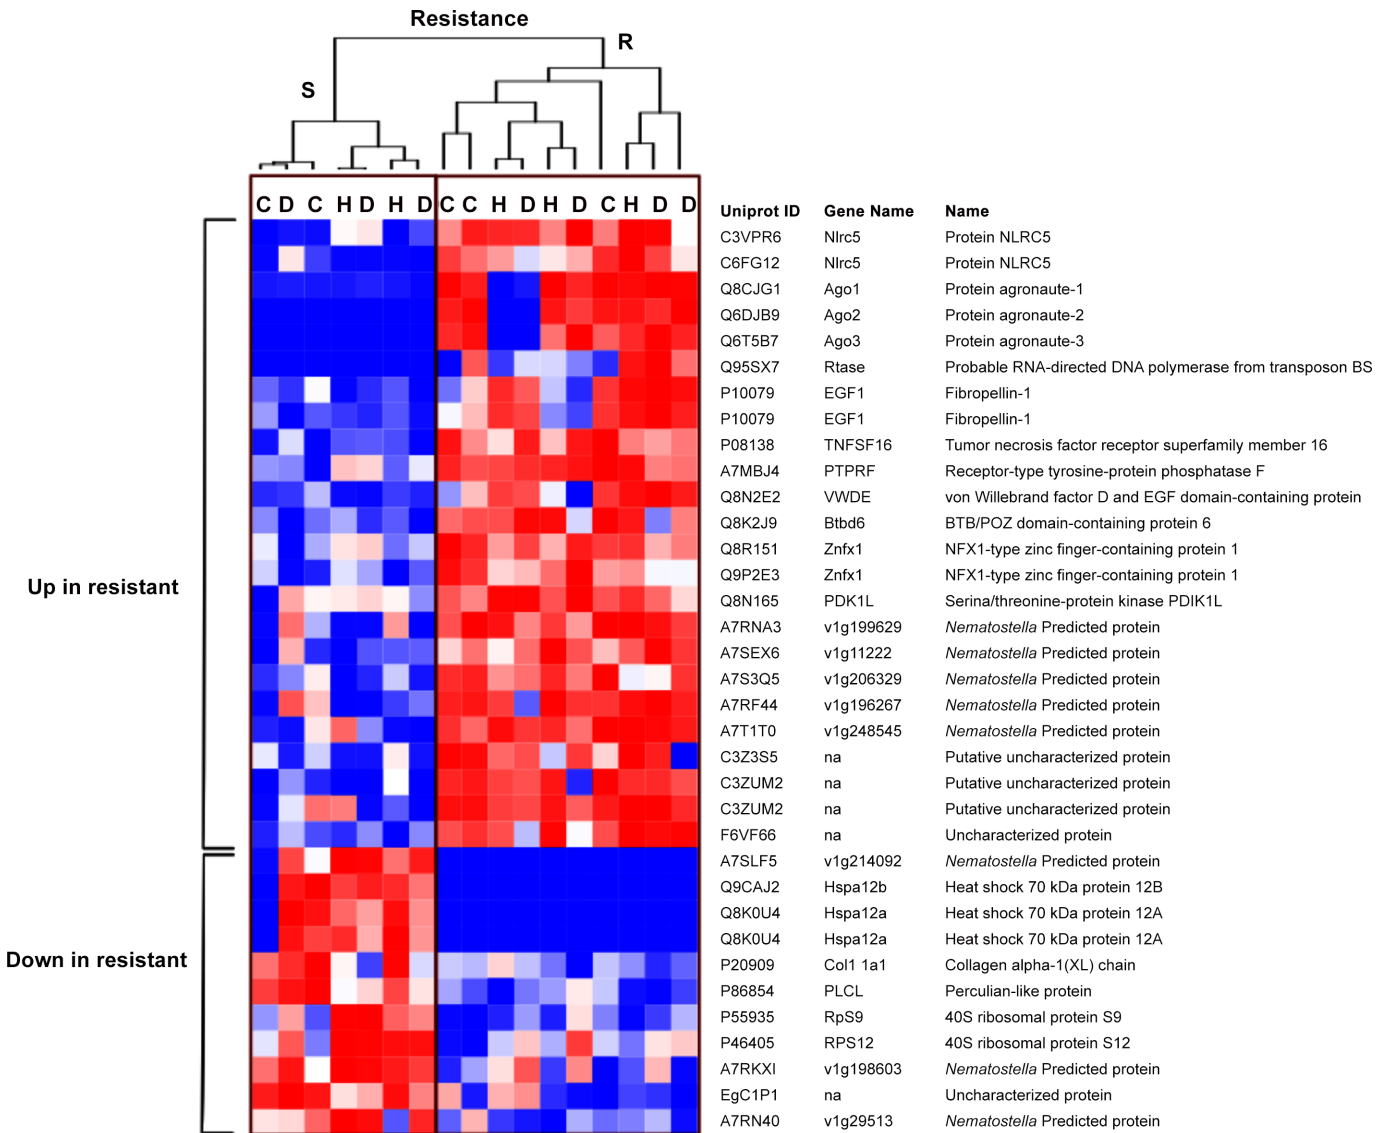 Resistance
R
S
C D C H D H D C C H D H D C H D D
Uniprot ID Gene Name Name
C3VPR6 Nlrc5 Protein NLRC5
C6FG12 Nlrc5 Protein NLRC5
Q8CJG1 Ago1 Protein agronaute-1
Q6DJB9 Ago2 Protein agronaute-2
Q6T5B7 Ago3 Protein agronaute-3
Q95SX7 Rtase Probable RNA-directed DNA polymerase from transposon BS
P10079 EGF1 Fibropellin-1
P10079 EGF1 Fibropellin-1
P08138 TNFSF16 Tumor necrosis factor receptor superfamily member 16
A7MBJ4 PTPRF Receptor-type tyrosine-protein phosphatase F
Q8N2E2 VWDE von Willebrand factor D and EGF domain-containing protein
Q8K2J9 Btbd6 BTB/POZ domain-containing protein 6
Q8R151 Znfx1 NFX1-type zinc finger-containing protein 1
Q9P2E3 Znfx1 NFX1-type zinc finger-containing protein 1
Up in resistant
Q8N165 PDK1L Serina/threonine-protein kinase PDIK1L
A7RNA3 v1g199629 Nematostella Predicted protein
A7SEX6 v1g11222 Nematostella Predicted protein
A7S3Q5 v1g206329 Nematostella Predicted protein
A7RF44 v1g196267 Nematostella Predicted protein
A7T1T0 v1g248545 Nematostella Predicted protein
C3Z3S5 na Putative uncharacterized protein
C3ZUM2 na Putative uncharacterized protein
C3ZUM2 na Putative uncharacterized protein
F6VF66 na Uncharacterized protein
A7SLF5 v1g214092 Nematostella Predicted protein
Q9CAJ2 Hspa12b Heat shock 70 kDa protein 12B
Q8K0U4 Hspa12a Heat shock 70 kDa protein 12A
Q8K0U4 Hspa12a Heat shock 70 kDa protein 12A
Down in resistant
P20909 Col1 1a1 Collagen alpha-1(XL) chain
P86854 PLCL Perculian-like protein
P55935 RpS9 40S ribosomal protein S9
P46405 RPS12 40S ribosomal protein S12
A7RKXI v1g198603 Nematostella Predicted protein
EgC1P1 na Uncharacterized protein
A7RN40 v1g29513 Nematostella Predicted protein